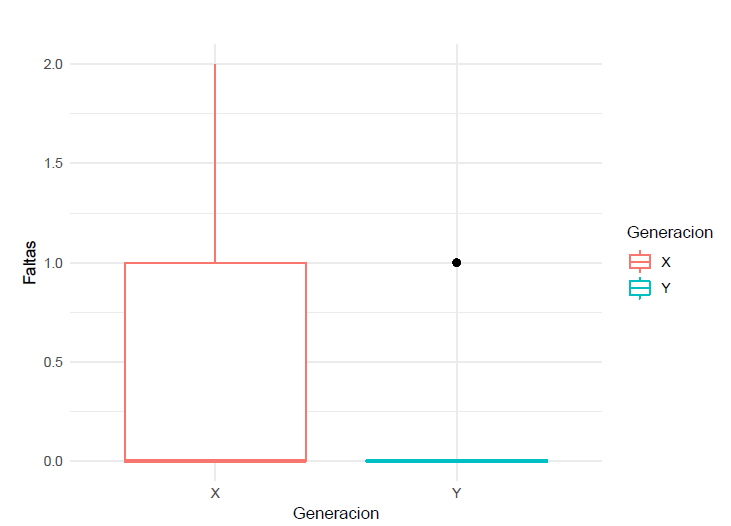 2.0
1.5
1.0
0.5
0.0
Faltas
X
Y
Generacion
Generacion
X
Y